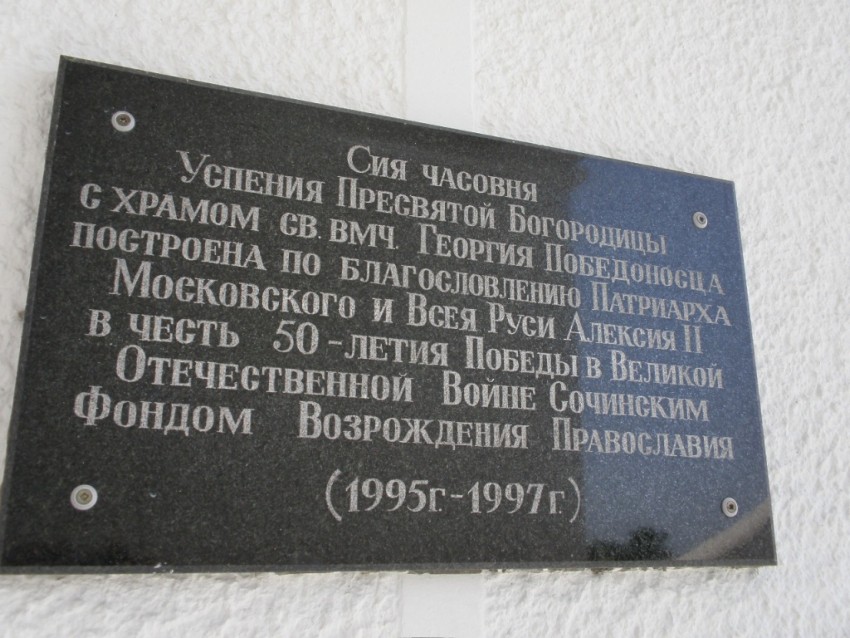 Сия часовня
Успения Пресвятой Богородицы
с храмом св. вмч. Георгия Победоносца
построена по благословлению Патриарха
Московского и Всея Руси Алексия II
в честь 50-летия Победы в Великой
Отечественной Войне Сочинским
Фондом Возрождения Православия
(1995г.-1997г.)